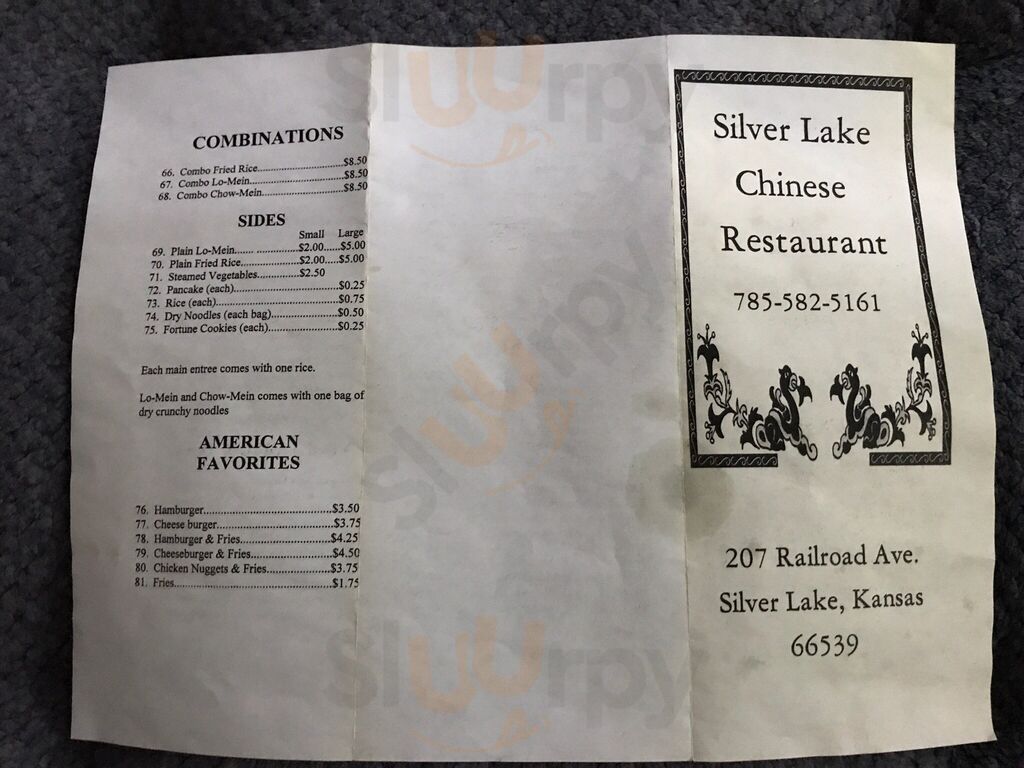 COMBINATIONS
66. Combo Fried Rice..............................$8.50
67. Combo Lo-Mein................................$8.50
68. Combo Chow-Mein...........................$8.50
SIDES
Small Large
69. Plain Lo-Mein...... ..............$2.00......$5.00
70. Plain Fried Rice..................$2.00.....$5.00
71. Steamed Vegetables.............$2.50
72. Pancake (each)................................$0.25
73. Rice (each).....................................$0.75
74. Dry Noodles (each bag)....................$0.50
75. Fortune Cookies (each).....................$0.25
Each main entree comes with one rice.
Lo-Mein and Chow-Mein comes with one bag of
dry crunchy noodles
AMERICAN
FAVORITES
76. Hamburger.......................................$3.50
77. Cheese burger...................................$3.75
78. Hamburger & Fries...........................$4.25
79. Cheeseburger & Fries........................$4.50
80. Chicken Nuggets & Fries...................$3.75
81. Fries...............................................$1.75
Silver Lake
Chinese
Restaurant
785-582-5161
207 Railroad Ave.
Silver Lake, Kansas
66539
slUUrpy
slUUrpy
slUUrpy